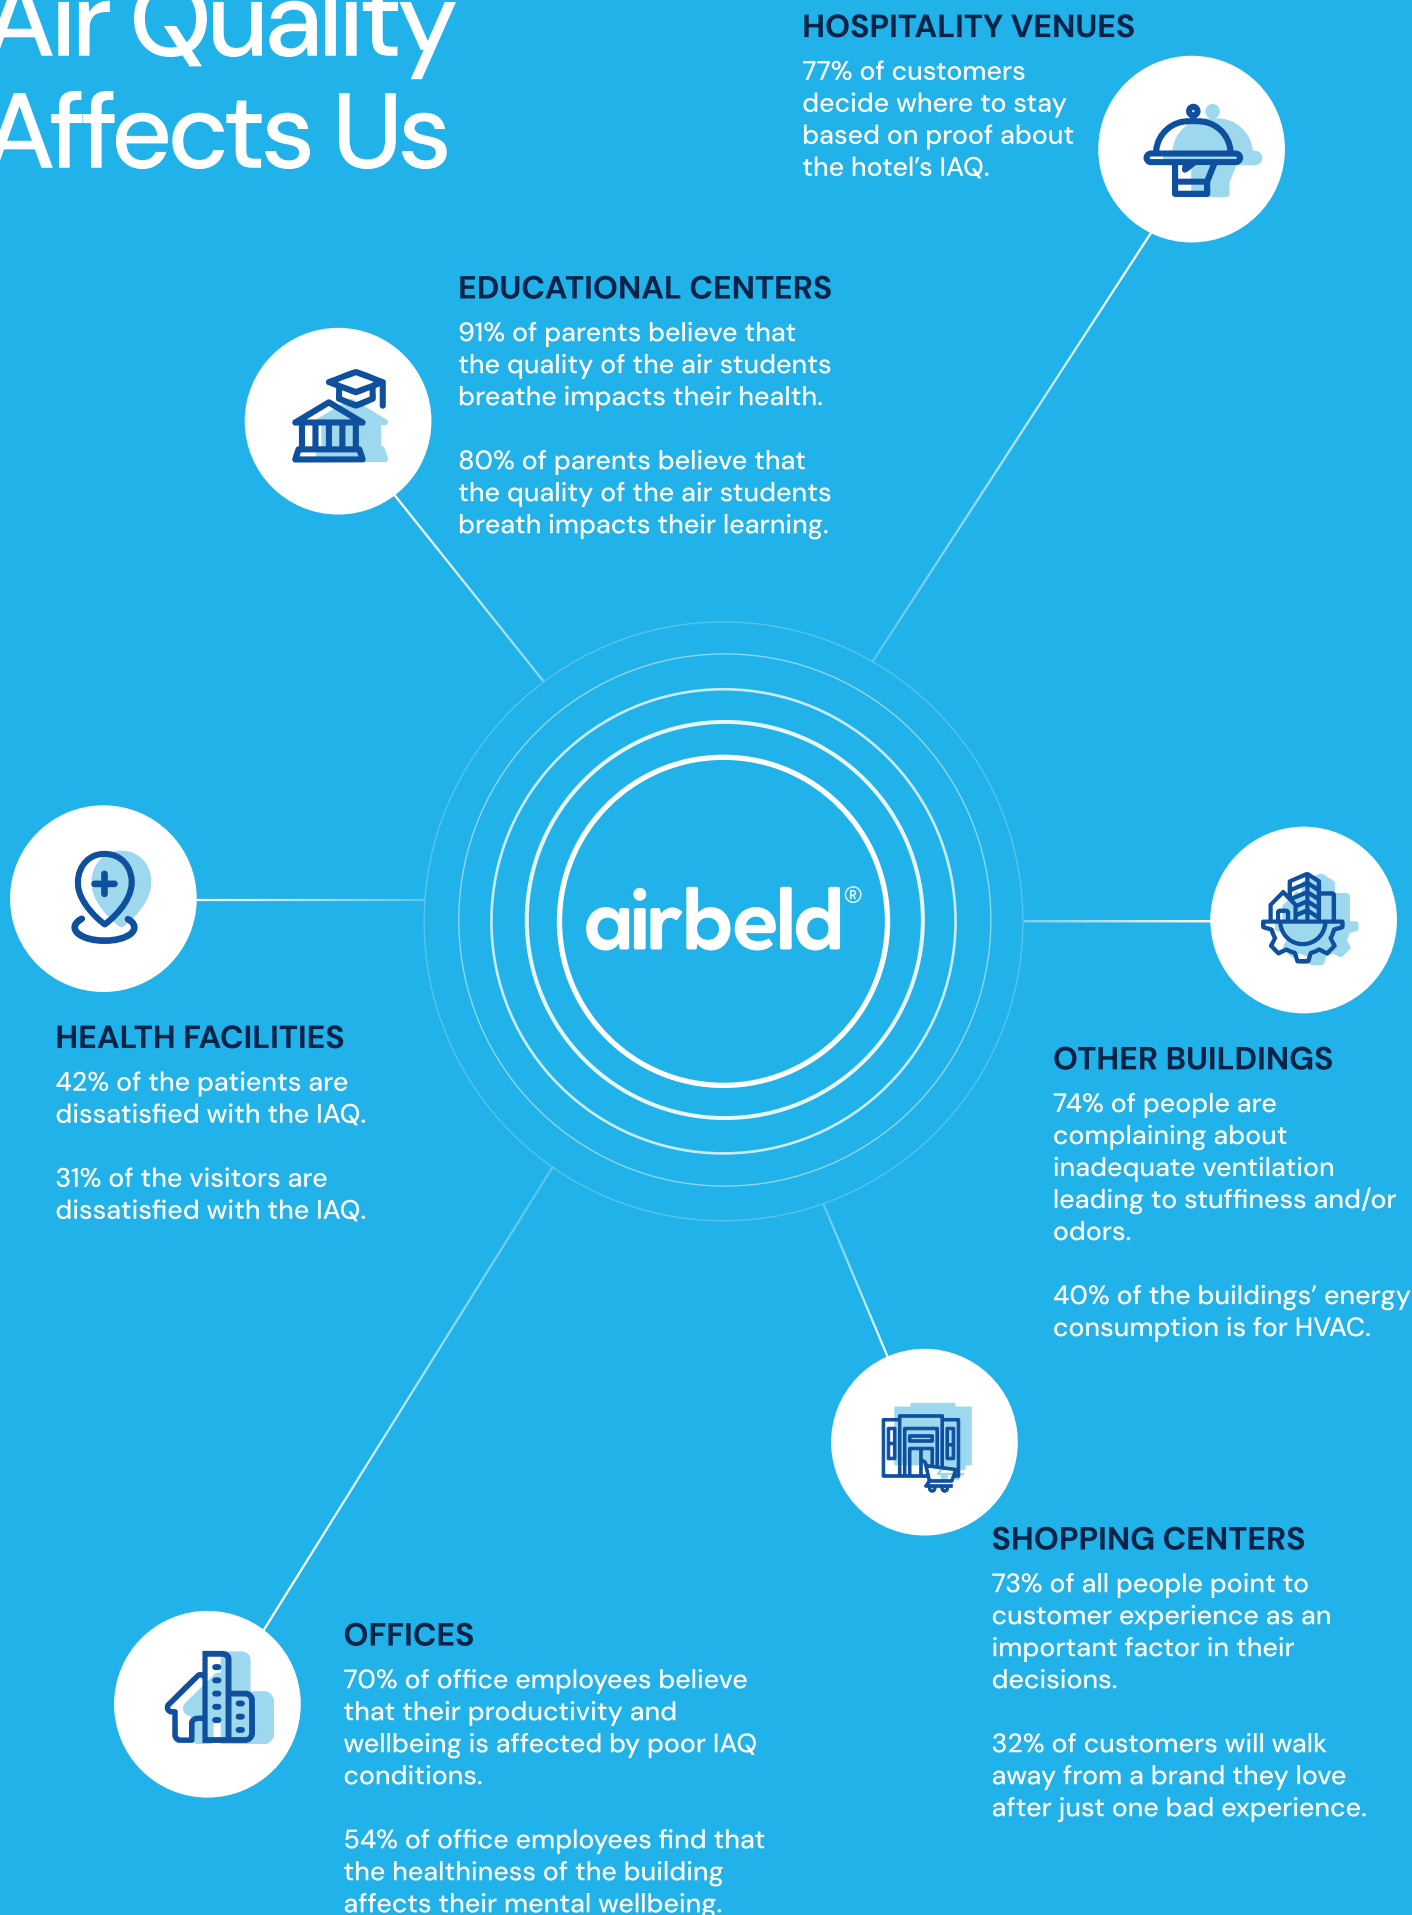 Air Quality
Affects Us
HOSPITALITY VENUES
77% of customers
decide where to stay
based on proof about
the hotel's IAQ.
EDUCATIONAL CENTERS
91% of parents believe that
the quality of the air students
breathe impacts their health.
80% of parents believe that
the quality of the air students
breath impacts their learning.
airbeld®
HEALTH FACILITIES
42% of the patients are
dissatisfied with the IAQ.
31% of the visitors are
dissatisfied with the IAQ.
OTHER BUILDINGS
74% of people are
complaining about
inadequate ventilation
leading to stuffiness and/or
odors.
40% of the buildings' energy
consumption is for HVAC.
SHOPPING CENTERS
73% of all people point to
customer experience as an
important factor in their
decisions.
32% of customers will walk
away from a brand they love
after just one bad experience.
OFFICES
70% of office employees believe
that their productivity and
wellbeing is affected by poor IAQ
conditions.
54% of office employees find that
the healthiness of the building
affects their mental wellbeing.